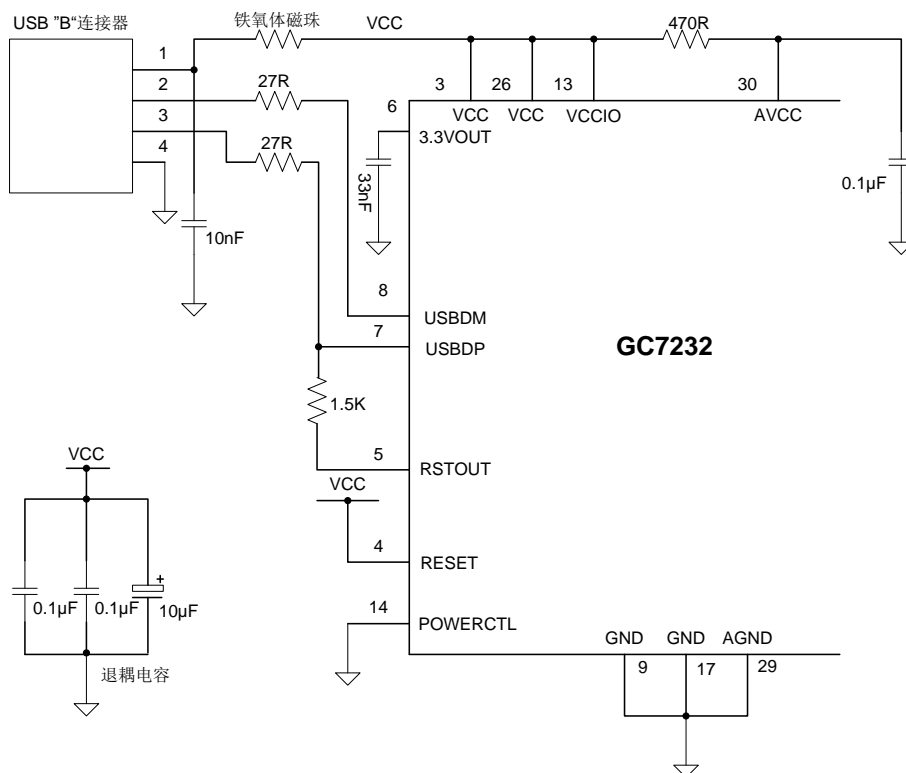 USB "B"连接器
铁氧体磁珠
VCC
470R
1
2
3
4
27R
27R
10nF
3
26
13
30
VCC
VCC
VCCIO
AVCC
6
3.3VOUT
33nF
0.1µF
8
USBDM
7
USBDP
GC7232
1.5K
5
RSTOUT
VCC
4
RESET
14
POWERCTL
VCC
0.1µF
0.1µF
+
10µF
退耦电容
GND
GND
AGND
9
17
29